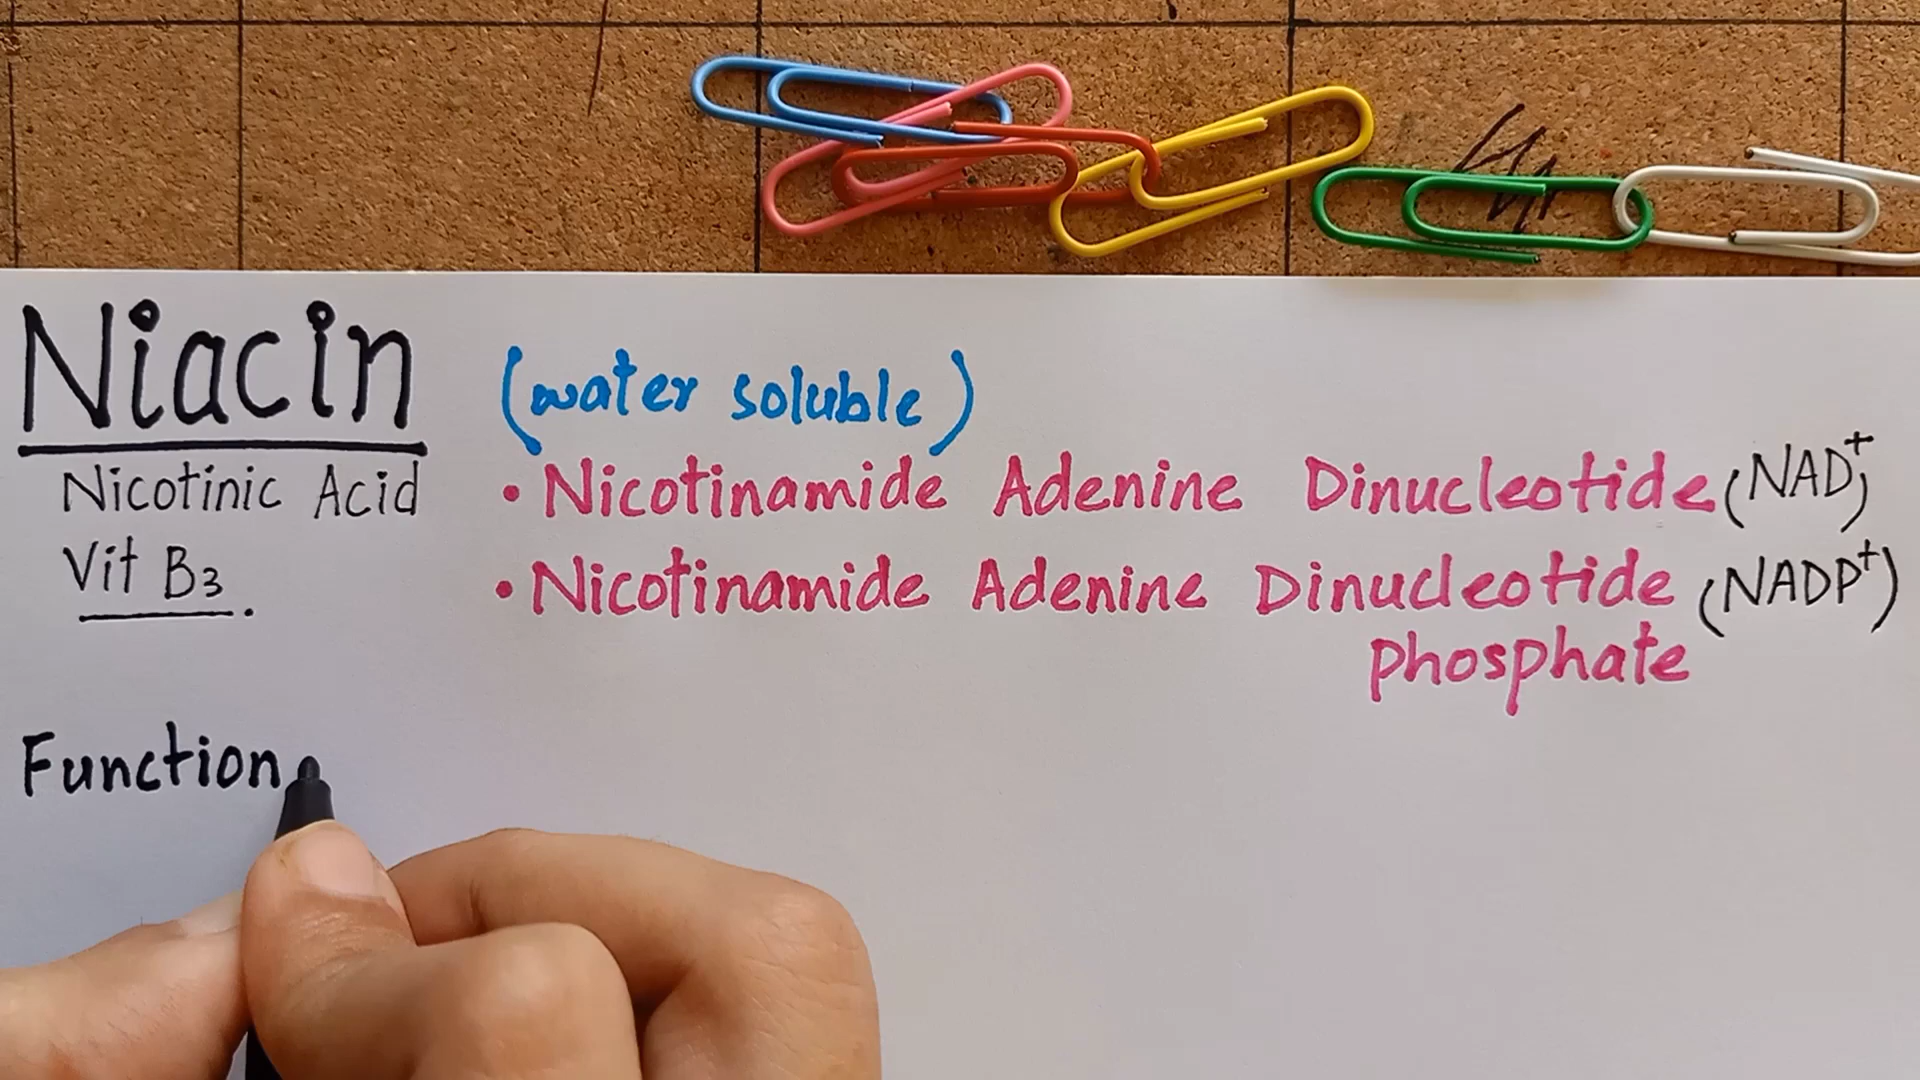 Niacin (water soluble)
Nicotinic Acid
Vit B3.
• Nicotinamide Adenine Dinucleotide (NAD+)
• Nicotinamide Adenine Dinucleotide (NADP+)
phosphate
Function